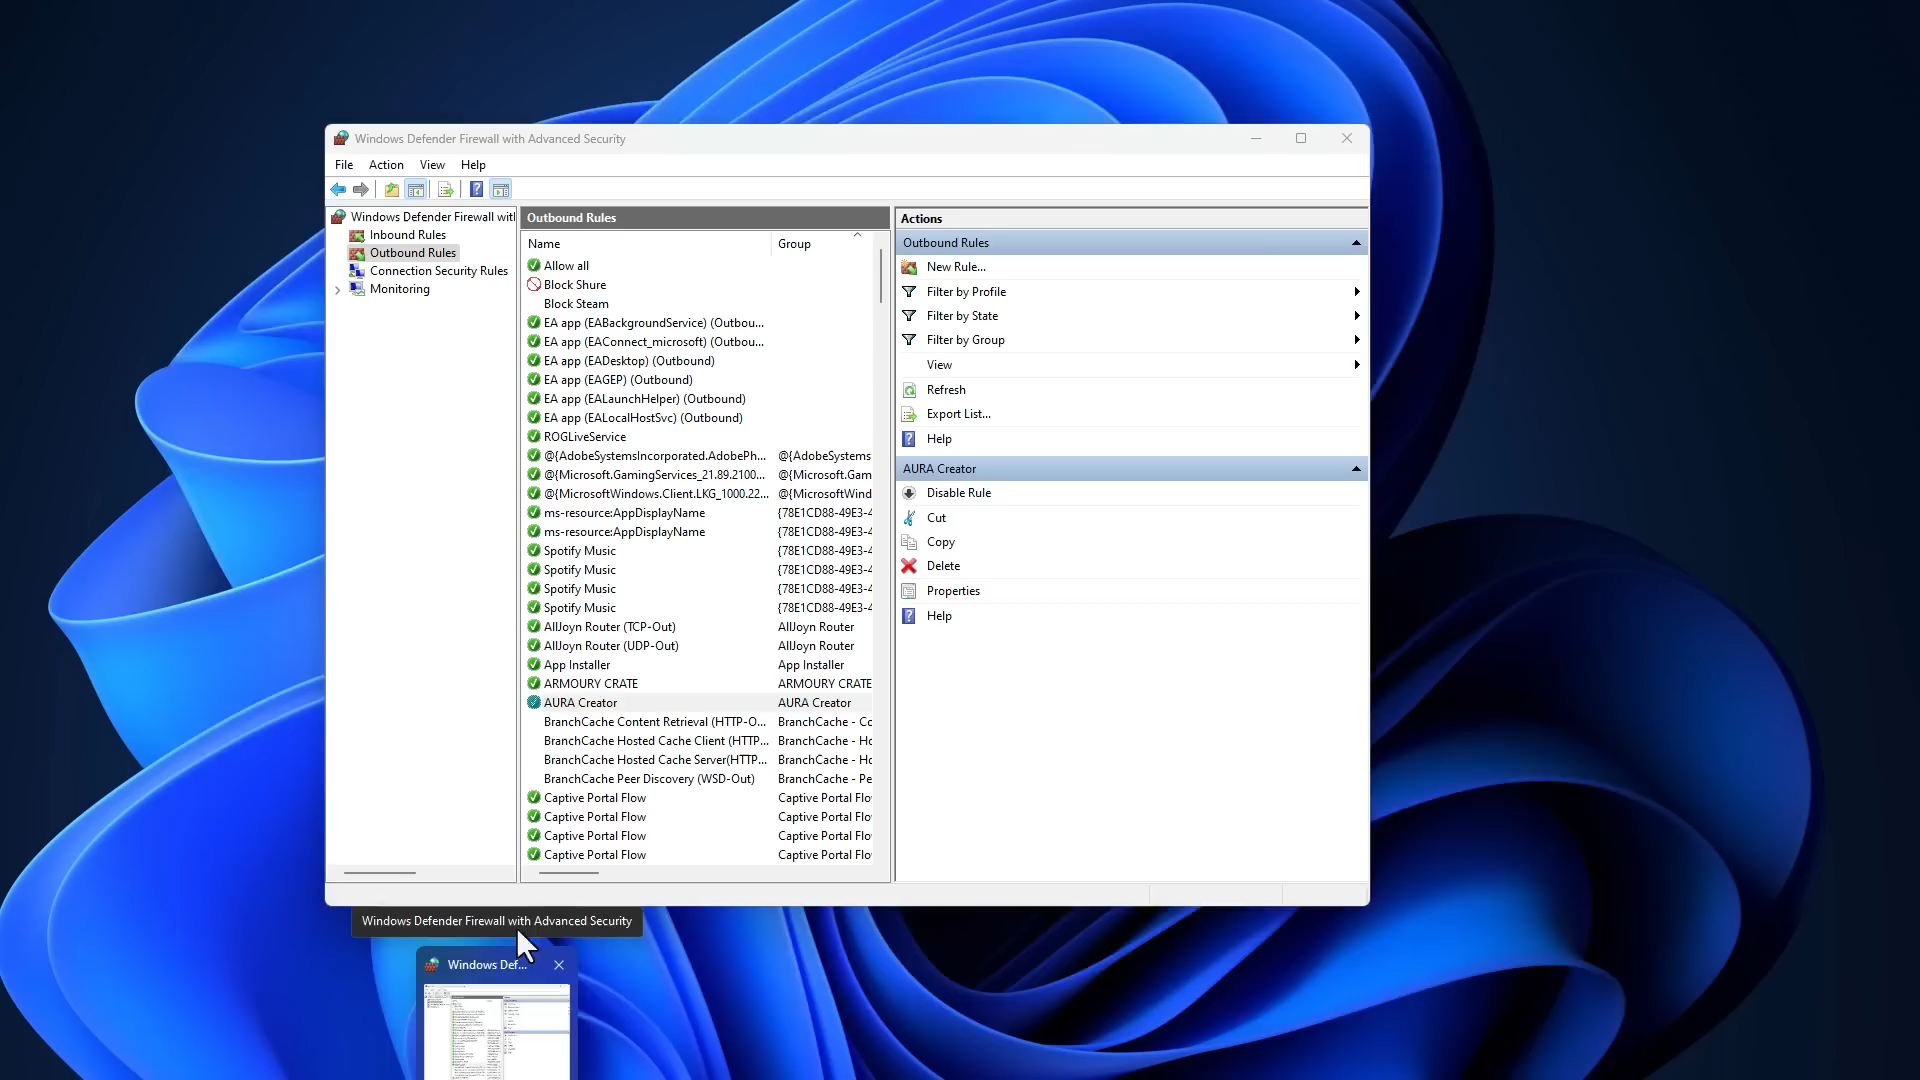 Windows Defender Firewall with Advanced Security
File Action View Help
Windows Defender Firewall wit
Inbound Rules
Outbound Rules
Connection Security Rules
Monitoring
Outbound Rules
Name Group
Allow all
Block Shure
Block Steam
EA app (EABackgroundService) (Outbou...
EA app (EAConnect_microsoft) (Outbou...
EA app (EADesktop) (Outbound)
EA app (EAGEP) (Outbound)
EA app (EALaunchHelper) (Outbound)
EA app (EALocalHostSvc) (Outbound)
ROGLiveService
@{AdobeSystemsIncorporated.AdobePh... @{AdobeSystems
@{Microsoft.GamingServices_21.89.2100... @{Microsoft.Gam
@{MicrosoftWindows.Client.LKG_1000.22... @{MicrosoftWind
ms-resource:AppDisplayName {78E1CD88-49E3-4
ms-resource:AppDisplayName {78E1CD88-49E3-4
Spotify Music {78E1CD88-49E3-4
Spotify Music {78E1CD88-49E3-4
Spotify Music {78E1CD88-49E3-4
Spotify Music {78E1CD88-49E3-4
AllJoyn Router (TCP-Out) AllJoyn Router
AllJoyn Router (UDP-Out) AllJoyn Router
App Installer App Installer
ARMOURY CRATE ARMOURY CRATE
AURA Creator AURA Creator
BranchCache Content Retrieval (HTTP-O... BranchCache - Co
BranchCache Hosted Cache Client (HTTP... BranchCache - Ho
BranchCache Hosted Cache Server(HTTP... BranchCache - Ho
BranchCache Peer Discovery (WSD-Out) BranchCache - Pe
Captive Portal Flow Captive Portal Flo
Captive Portal Flow Captive Portal Flo
Captive Portal Flow Captive Portal Flo
Captive Portal Flow Captive Portal Flo
Actions
Outbound Rules
New Rule...
Filter by Profile
Filter by State
Filter by Group
View
Refresh
Export List...
Help
AURA Creator
Disable Rule
Cut
Copy
Delete
Properties
Help
Windows Defender Firewall with Advanced Security
Windows Def...